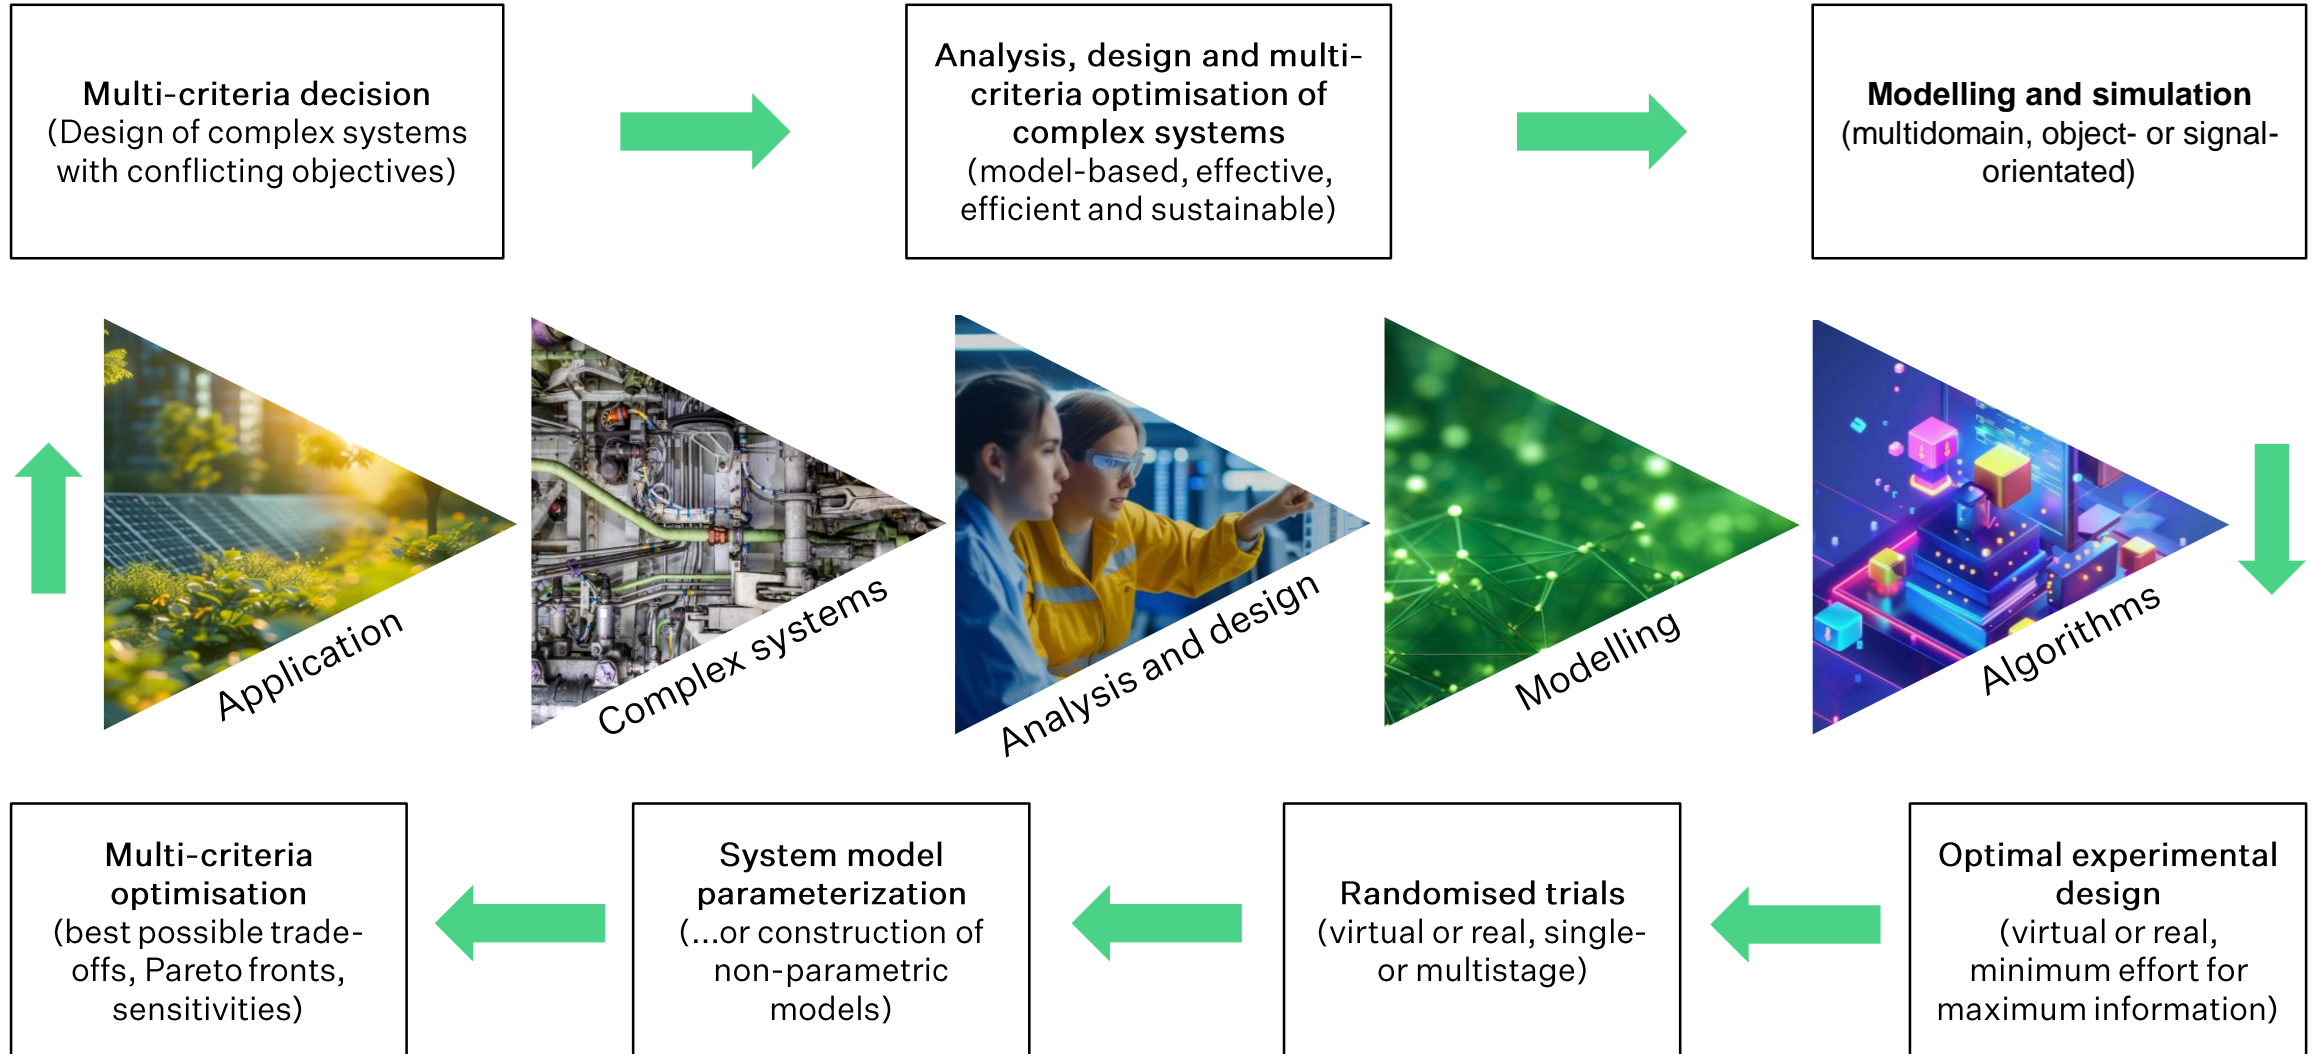 Multi-criteria decision
(Design of complex systems
with conflicting objectives)
Analysis, design and multi-
criteria optimisation of
complex systems
(model-based, effective,
efficient and sustainable)
Modelling and simulation
(multidomain, object- or signal-
orientated)
Application
Complex systems
Analysis and design
Modelling
Algorithms
Multi-criteria
optimisation
(best possible trade-
offs, Pareto fronts,
sensitivities)
System model
parameterization
(...or construction of
non-parametric
models)
Randomised trials
(virtual or real, single-
or multistage)
Optimal experimental
design
(virtual or real,
minimum effort for
maximum information)